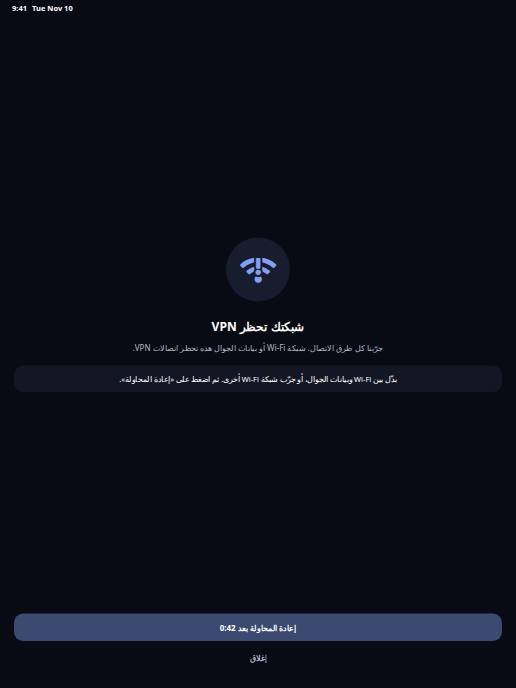 9:41 Tue Nov 10
شبكتك تحظر VPN
جرّبنا كل طرق الاتصال. شبكة Wi-Fi أو بيانات الجوال هذه تحظر اتصالات VPN.
بدّل بين Wi-Fi وبيانات الجوال، أو جرّب شبكة Wi-Fi أخرى، ثم اضغط على «إعادة المحاولة».
إعادة المحاولة بعد 0:42
إغلاق